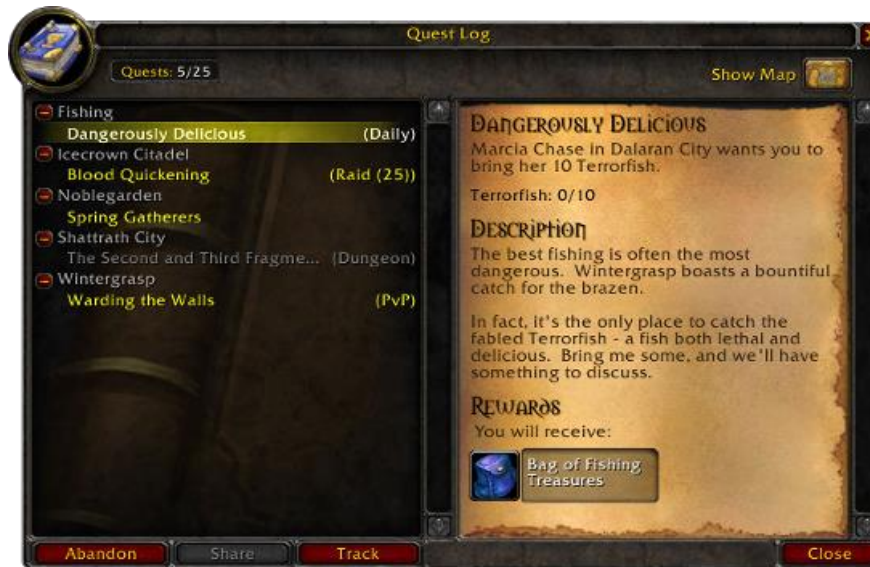 Quest Log
Quests: 5/25
Show Map
Fishing
Dangerously Delicious (Daily)
Icecrown Citadel
Blood Quickening (Raid (25))
Noblegarden
Spring Gatherers
Shattrath City
The Second and Third Fragme... (Dungeon)
Wintergrasp
Warding the Walls (PvP)
Dangerously Delicious
Marcia Chase in Dalaran City wants you to
bring her 10 Terrorfish.
Terrorfish: 0/10
Description
The best fishing is often the most
dangerous. Wintergrasp boasts a bountiful
catch for the brazen.
In fact, it's the only place to catch the
fabled Terrorfish - a fish both lethal and
delicious. Bring me some, and we'll have
something to discuss.
Rewards
You will receive:
Bag of Fishing
Treasures
Abandon Share Track Close